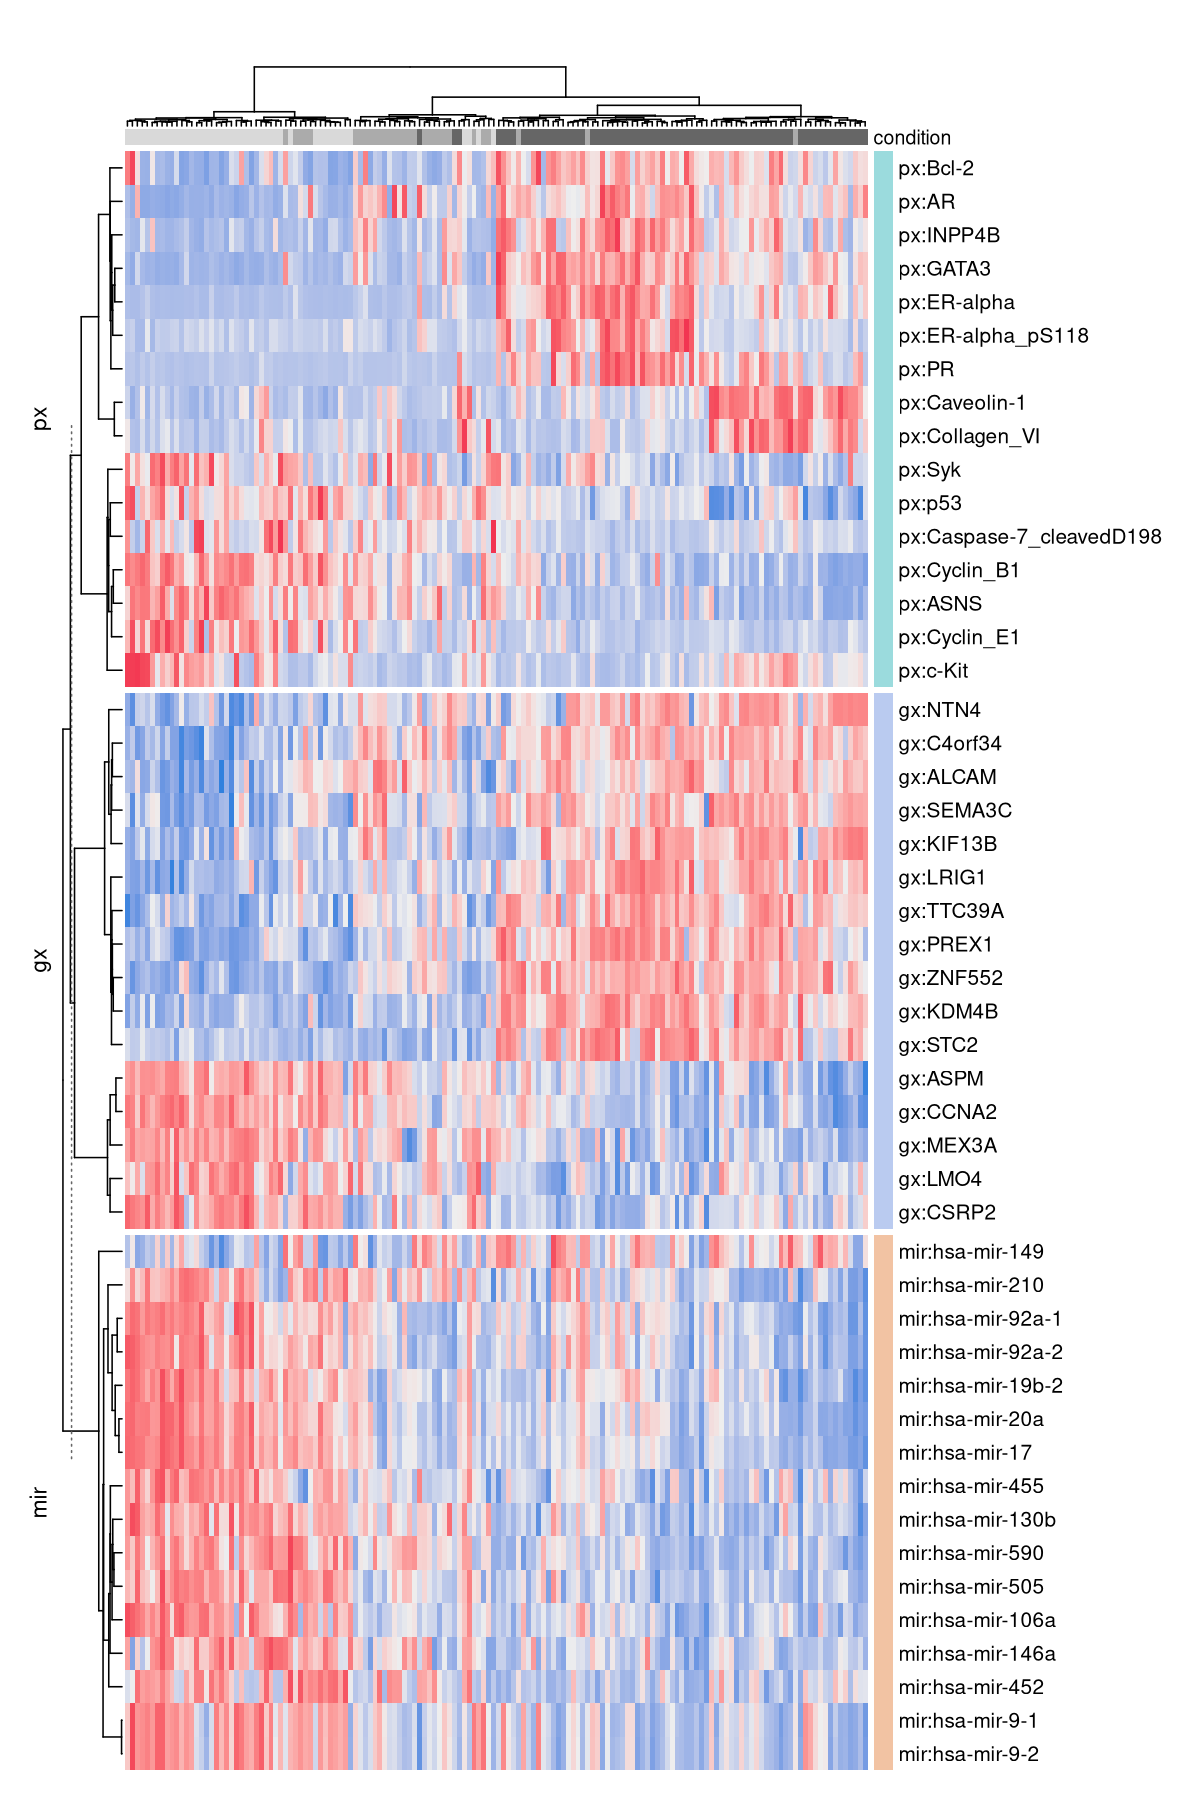 condition
px
px:Bcl-2
px:AR
px:INPP4B
px:GATA3
px:ER-alpha
px:ER-alpha_pS118
px:PR
px:Caveolin-1
px:Collagen_VI
px:Syk
px:p53
px:Caspase-7_cleavedD198
px:Cyclin_B1
px:ASNS
px:Cyclin_E1
px:c-Kit
gx
gx:NTN4
gx:C4orf34
gx:ALCAM
gx:SEMA3C
gx:KIF13B
gx:LRIG1
gx:TTC39A
gx:PREX1
gx:ZNF552
gx:KDM4B
gx:STC2
gx:ASPM
gx:CCNA2
gx:MEX3A
gx:LMO4
gx:CSRP2
mir
mir:hsa-mir-149
mir:hsa-mir-210
mir:hsa-mir-92a-1
mir:hsa-mir-92a-2
mir:hsa-mir-19b-2
mir:hsa-mir-20a
mir:hsa-mir-17
mir:hsa-mir-455
mir:hsa-mir-130b
mir:hsa-mir-590
mir:hsa-mir-505
mir:hsa-mir-106a
mir:hsa-mir-146a
mir:hsa-mir-452
mir:hsa-mir-9-1
mir:hsa-mir-9-2